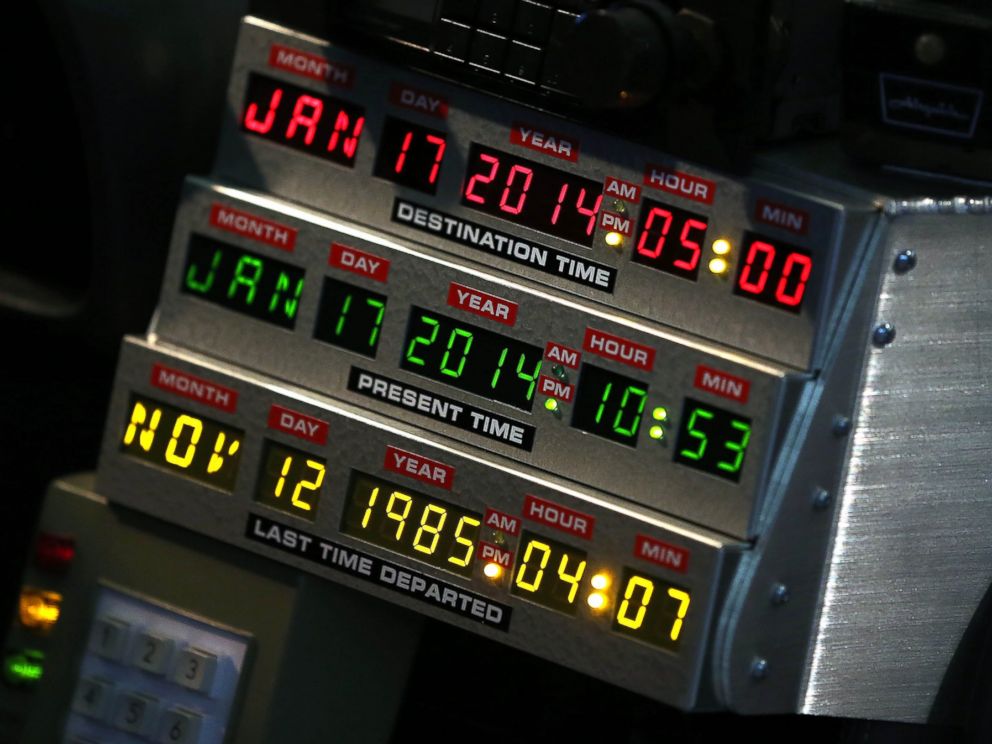 MONTH DAY YEAR HOUR MIN
JAN 17 2014 AM PM 05:00
DESTINATION TIME
MONTH DAY YEAR HOUR MIN
JAN 17 2014 AM PM 10:53
PRESENT TIME
MONTH DAY YEAR HOUR MIN
NOV 12 1985 AM PM 04:07
LAST TIME DEPARTED
1 2 3
4 5 6